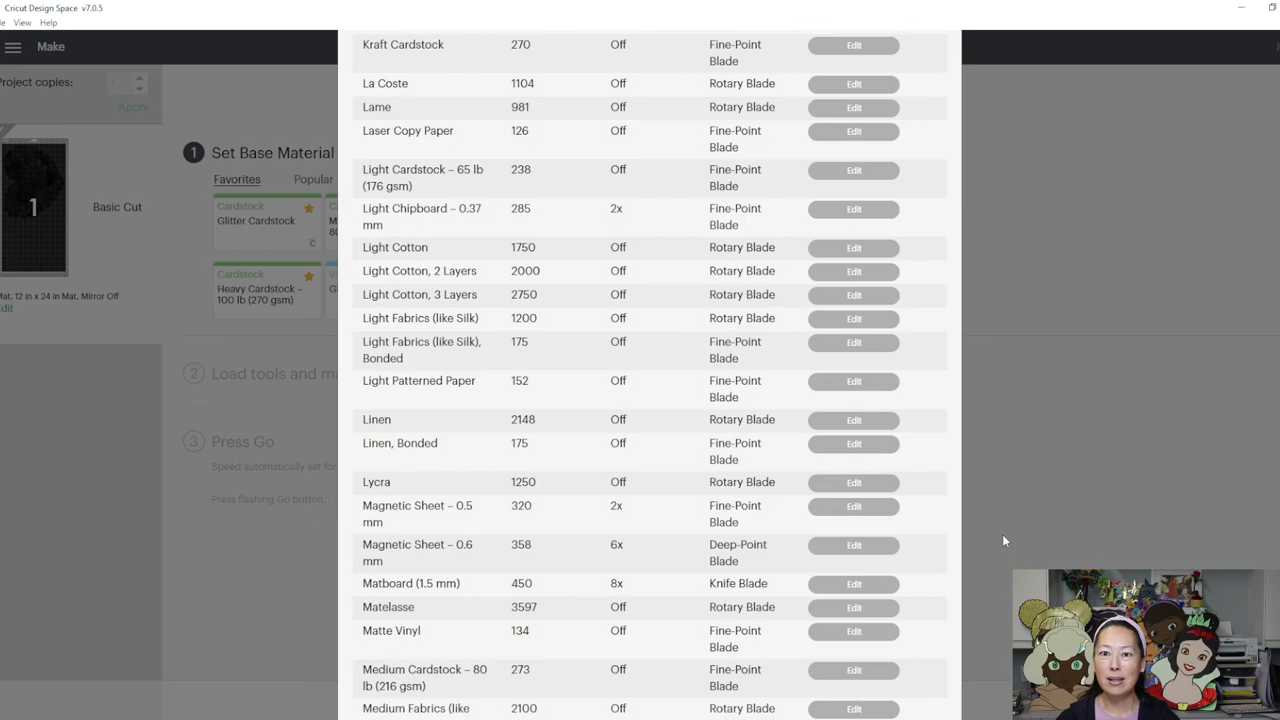 Cricut Design Space v7.0.5
View Help
Make
Project copies:
Apply
1
Basic Cut
Mat, 12 in x 24 in Mat, Mirror Off
1 Set Base Material
Favorites Popular
Cardstock
Glitter Cardstock
Cardstock
Heavy Cardstock –
100 lb (270 gsm)
2 Load tools and
3 Press Go
Speed automatically set for
Press flashing Go button.
Kraft Cardstock 270 Off Fine-Point Edit
Blade
La Coste 1104 Off Rotary Blade Edit
Lame 981 Off Rotary Blade Edit
Laser Copy Paper 126 Off Fine-Point Edit
Blade
Light Cardstock – 65 lb 238 Off Fine-Point Edit
(176 gsm) Blade
Light Chipboard – 0.37 285 2x Fine-Point Edit
mm Blade
Light Cotton 1750 Off Rotary Blade Edit
Light Cotton, 2 Layers 2000 Off Rotary Blade Edit
Light Cotton, 3 Layers 2750 Off Rotary Blade Edit
Light Fabrics (like Silk) 1200 Off Rotary Blade Edit
Light Fabrics (like Silk), 175 Off Fine-Point Edit
Bonded Blade
Light Patterned Paper 152 Off Fine-Point Edit
Blade
Linen 2148 Off Rotary Blade Edit
Linen, Bonded 175 Off Fine-Point Edit
Blade
Lycra 1250 Off Rotary Blade Edit
Magnetic Sheet – 0.5 320 2x Fine-Point Edit
mm Blade
Magnetic Sheet – 0.6 358 6x Deep-Point Edit
mm Blade
Matboard (1.5 mm) 450 8x Knife Blade Edit
Matelasse 3597 Off Rotary Blade Edit
Matte Vinyl 134 Off Fine-Point Edit
Blade
Medium Cardstock – 80 273 Off Fine-Point Edit
lb (216 gsm) Blade
Medium Fabrics (like 2100 Off Rotary Blade Edit